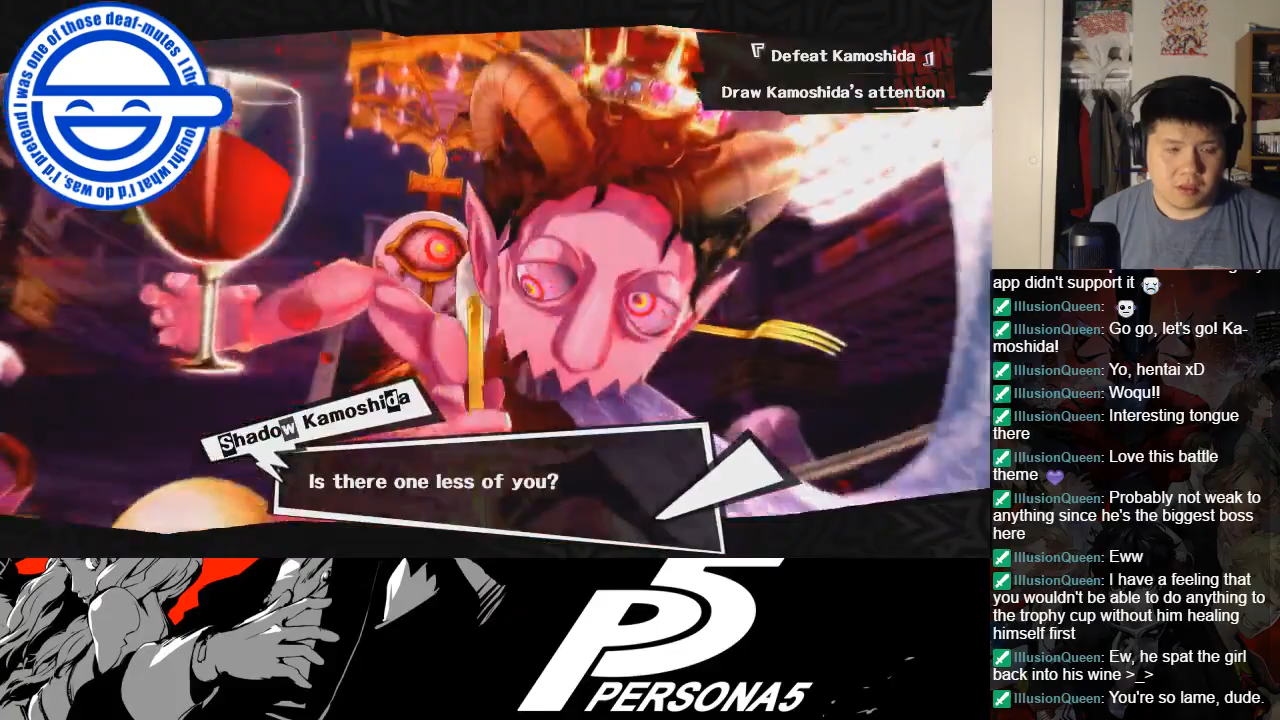 I was one of those deaf-mutes. I thought what I'd do was, I'd pretend
『 Defeat Kamoshida 』
Draw Kamoshida's attention
Shadow Kamoshida
Is there one less of you?
P5
PERSONA5
app didn't support it
IllusionQueen:
IllusionQueen: Go go, let's go! Ka-
moshida!
IllusionQueen: Yo, hentai xD
IllusionQueen: Woqu!!
IllusionQueen: Interesting tongue
there
IllusionQueen: Love this battle
theme 💜
IllusionQueen: Probably not weak to
anything since he's the biggest boss
here
IllusionQueen: Eww
IllusionQueen: I have a feeling that
you wouldn't be able to do anything to
the trophy cup without him healing
himself first
IllusionQueen: Ew, he spat the girl
back into his wine >_>
IllusionQueen: You're so lame, dude.